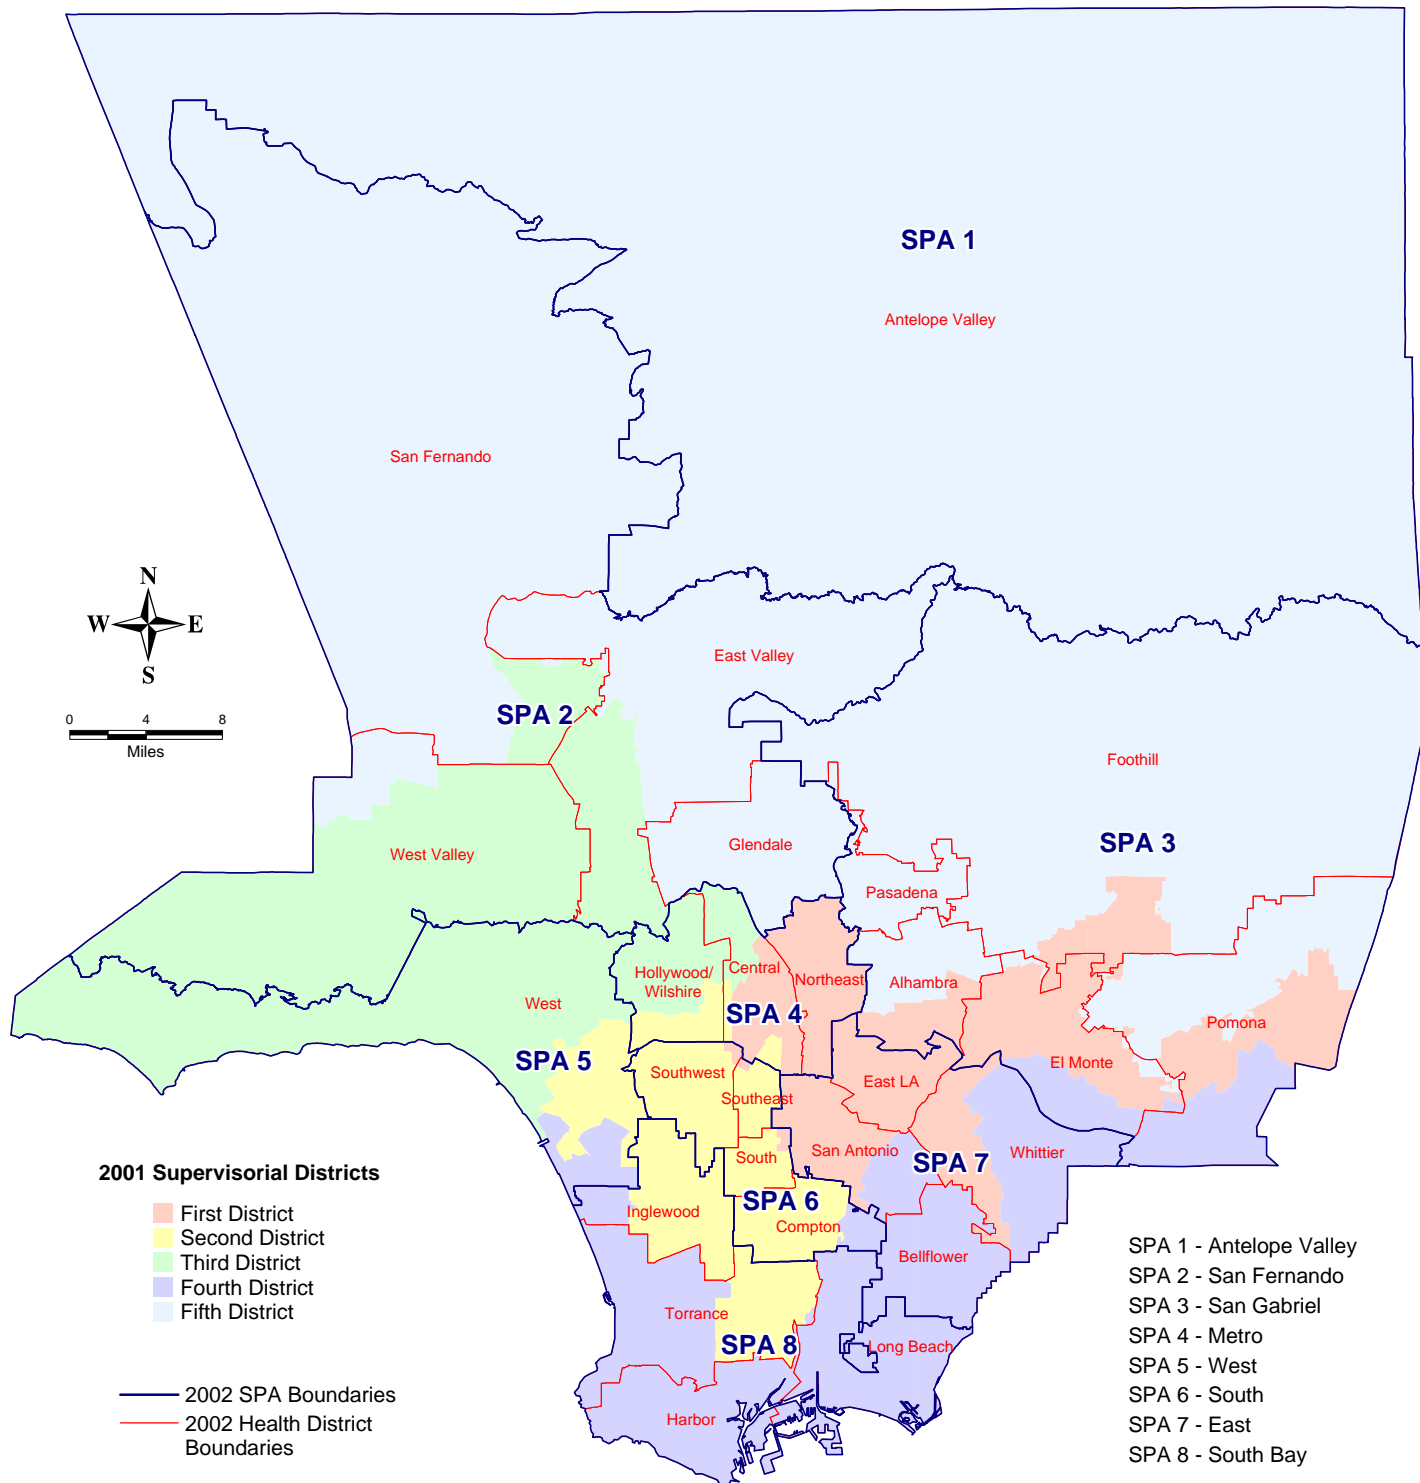 SPA 1
Antelope Valley
San Fernando
N
W E
S
0 4 8
Miles
East Valley
SPA 2
Foothill
SPA 3
Glendale
West Valley
Pasadena
Hollywood/
Wilshire
Central
Northeast
Alhambra
West
SPA 4
Pomona
SPA 5
Southwest
East LA
El Monte
Southeast
San Antonio
Whittier
South
SPA 7
SPA 6
Inglewood
Compton
Bellflower
Torrance
SPA 8
Long Beach
Harbor
2001 Supervisorial Districts
First District
Second District
Third District
Fourth District
Fifth District
2002 SPA Boundaries
2002 Health District
Boundaries
SPA 1 - Antelope Valley
SPA 2 - San Fernando
SPA 3 - San Gabriel
SPA 4 - Metro
SPA 5 - West
SPA 6 - South
SPA 7 - East
SPA 8 - South Bay